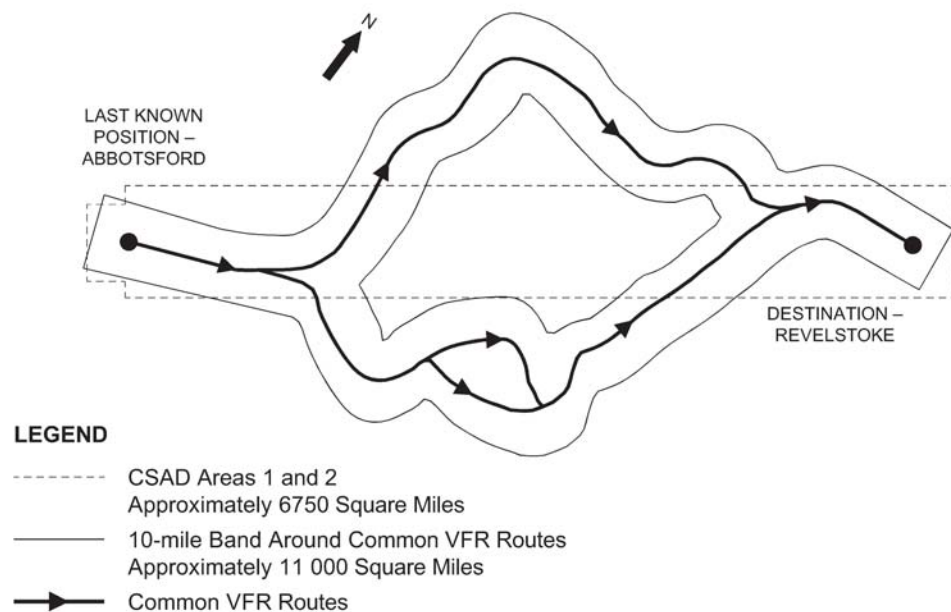 N
LAST KNOWN
POSITION –
ABBOTSFORD
DESTINATION –
REVELSTOKE
LEGEND
CSAD Areas 1 and 2
Approximately 6750 Square Miles
10-mile Band Around Common VFR Routes
Approximately 11 000 Square Miles
Common VFR Routes